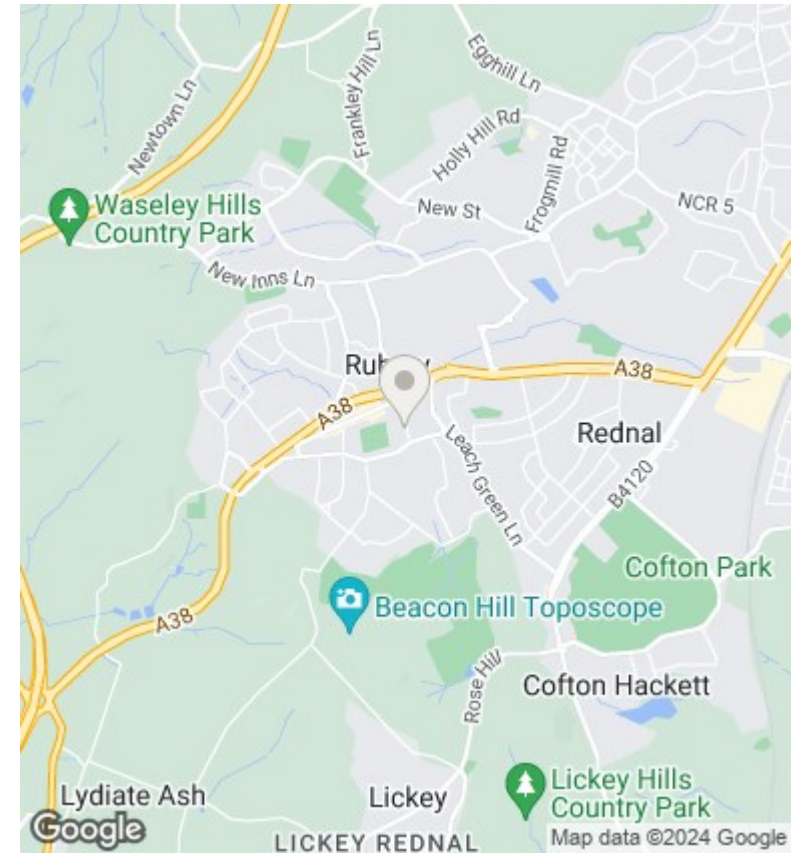 Egghill Ln
Newtown Ln
Frankley Hill Ln
Holly Hill Rd
Frogmill Rd
NCR 5
Waseley Hills
Country Park
New St
New Inns Ln
A38
A38
Rednal
Leach Green Ln
B4120
Cofton Park
Beacon Hill Toposcope
A38
Rose Hill
Cofton Hackett
Lydiate Ash
Lickey
Lickey Hills
Country Park
LICKEY REDNAL
Google
Map data ©2024 Google